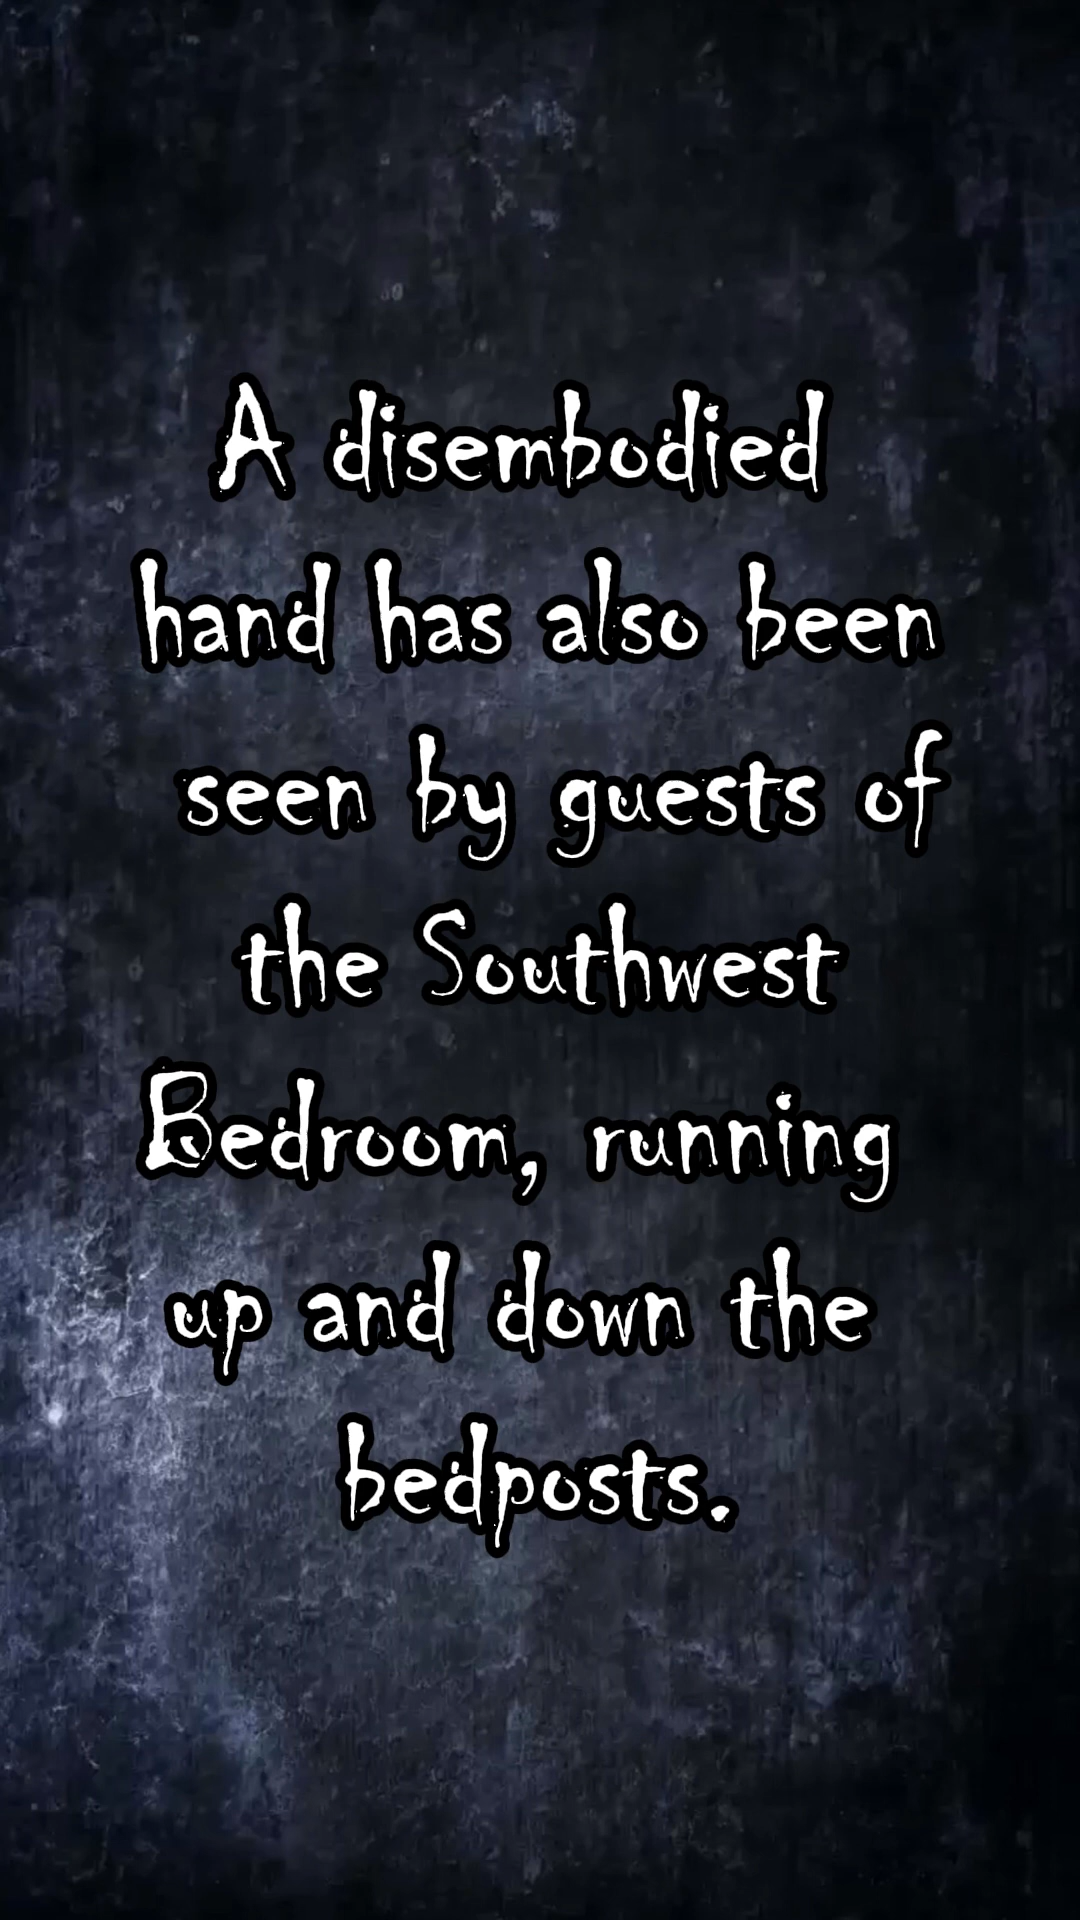 A disembodied
hand has also been
seen by guests of
the Southwest
Bedroom, running
up and down the
bedposts.